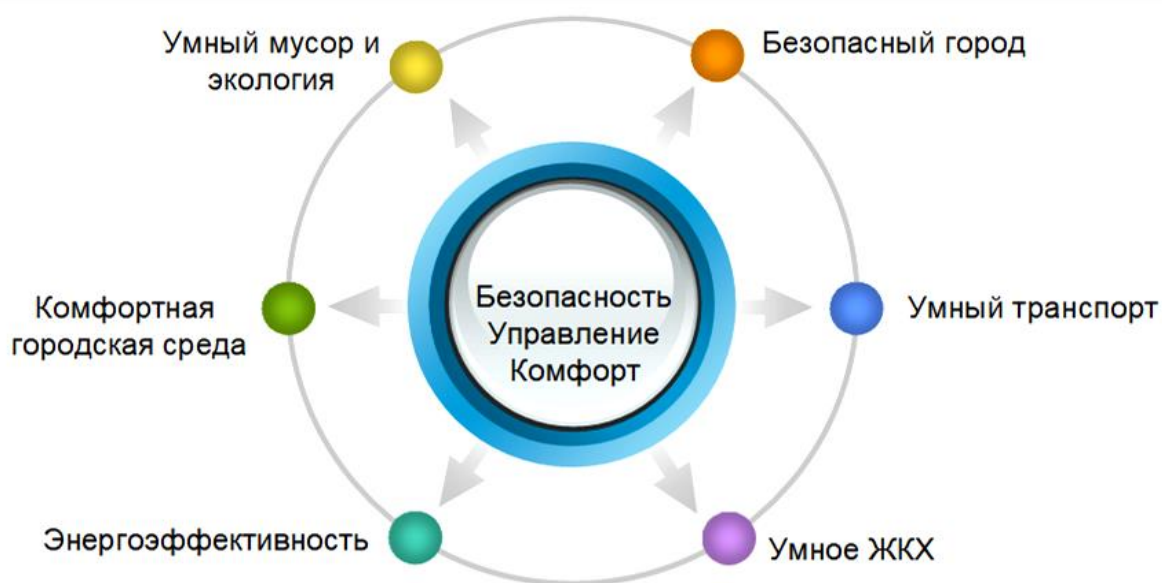 Умный мусор и
экология
Безопасный город
Комфортная
городская среда
Безопасность
Управление
Комфорт
Умный транспорт
Энергоэффективность
Умное ЖКХ